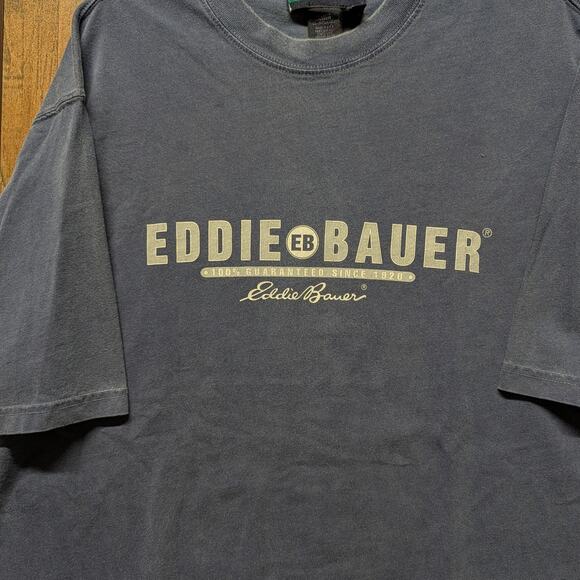 EDDIE EB BAUER®
• 100% GUARANTEED SINCE 1920 •
Eddie Bauer®